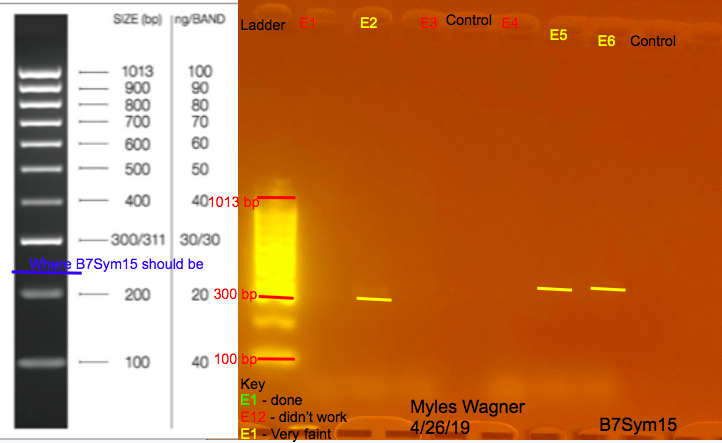 SIZE (bp) ng/BAND
1013 100
900 90
800 80
700 70
600 60
500 50
400 40
300/311 30/30
Where B7Sym15 should be
200 20
100 40
Ladder E1 E2 E3 Control E4 E5 E6 Control
1013 bp
300 bp
100 bp
Key
E1 - done
E12 - didn't work
E1 - Very faint
Myles Wagner
4/26/19
B7Sym15